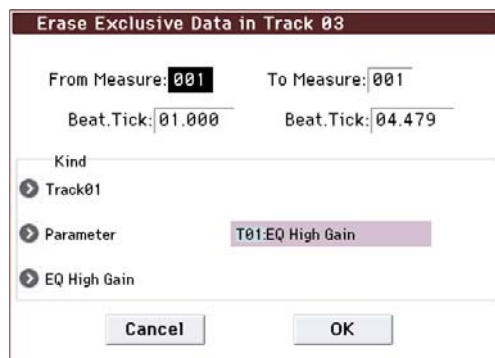 Erase Exclusive Data in Track 03
From Measure: 001 To Measure: 001
Beat.Tick: 01.000 Beat.Tick: 04.479
Kind
Track01
Parameter T01:EQ High Gain
EQ High Gain
Cancel OK